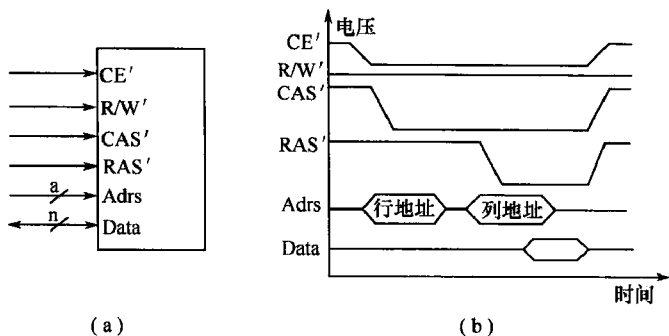 CE'
R/W'
CAS'
RAS'
a Adrs
n Data
(a)
电压
CE'
R/W'
CAS'
RAS'
Adrs 行地址 列地址
Data
时间
(b)